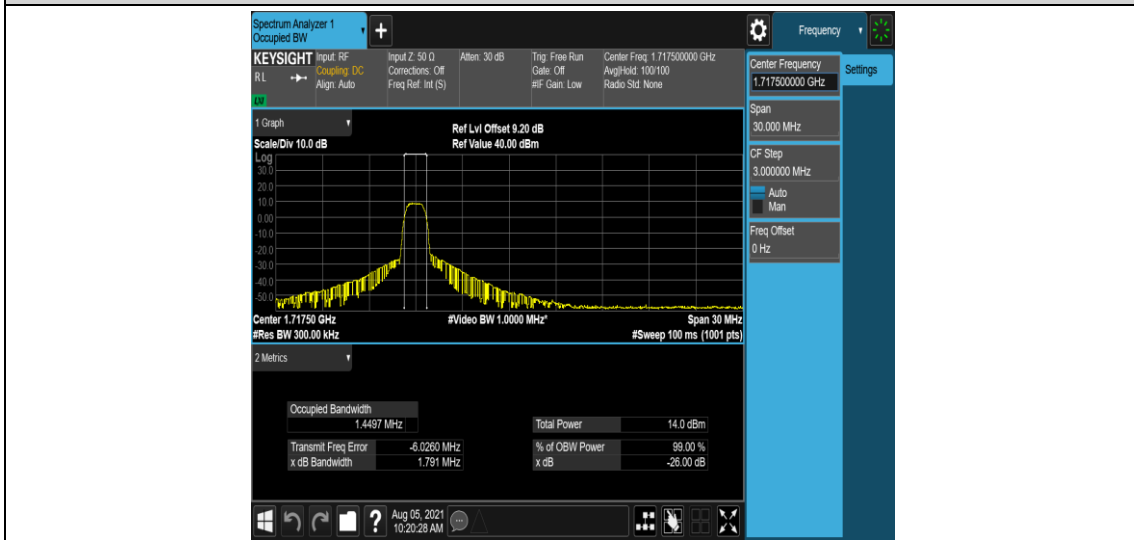 Spectrum Analyzer 1
Occupied BW
Frequency
KEYSIGHT
RL
Input: RF
Coupling: DC
Align: Auto
Input Z: 50 Ω
Corrections: Off
Freq Ref: Int (S)
Atten: 30 dB
Trig: Free Run
Gate: Off
#IF Gain: Low
Center Freq: 1.717500000 GHz
Avg|Hold: 100/100
Radio Std: None
Center Frequency
1.717500000 GHz
Settings
Span
30.000 MHz
CF Step
3.000000 MHz
Auto
Man
Freq Offset
0 Hz
1 Graph
Ref Lvl Offset 9.20 dB
Scale/Div 10.0 dB
Ref Value 40.00 dBm
Log
30.0
20.0
10.0
0.00
-10.0
-20.0
-30.0
-40.0
-50.0
Center 1.71750 GHz
#Video BW 1.0000 MHz*
Span 30 MHz
#Res BW 300.00 kHz
#Sweep 100 ms (1001 pts)
2 Metrics
Occupied Bandwidth
1.4497 MHz
Total Power 14.0 dBm
Transmit Freq Error -6.0260 MHz
% of OBW Power 99.00 %
x dB Bandwidth 1.791 MHz
x dB -26.00 dB
?
Aug 05, 2021
10:20:28 AM